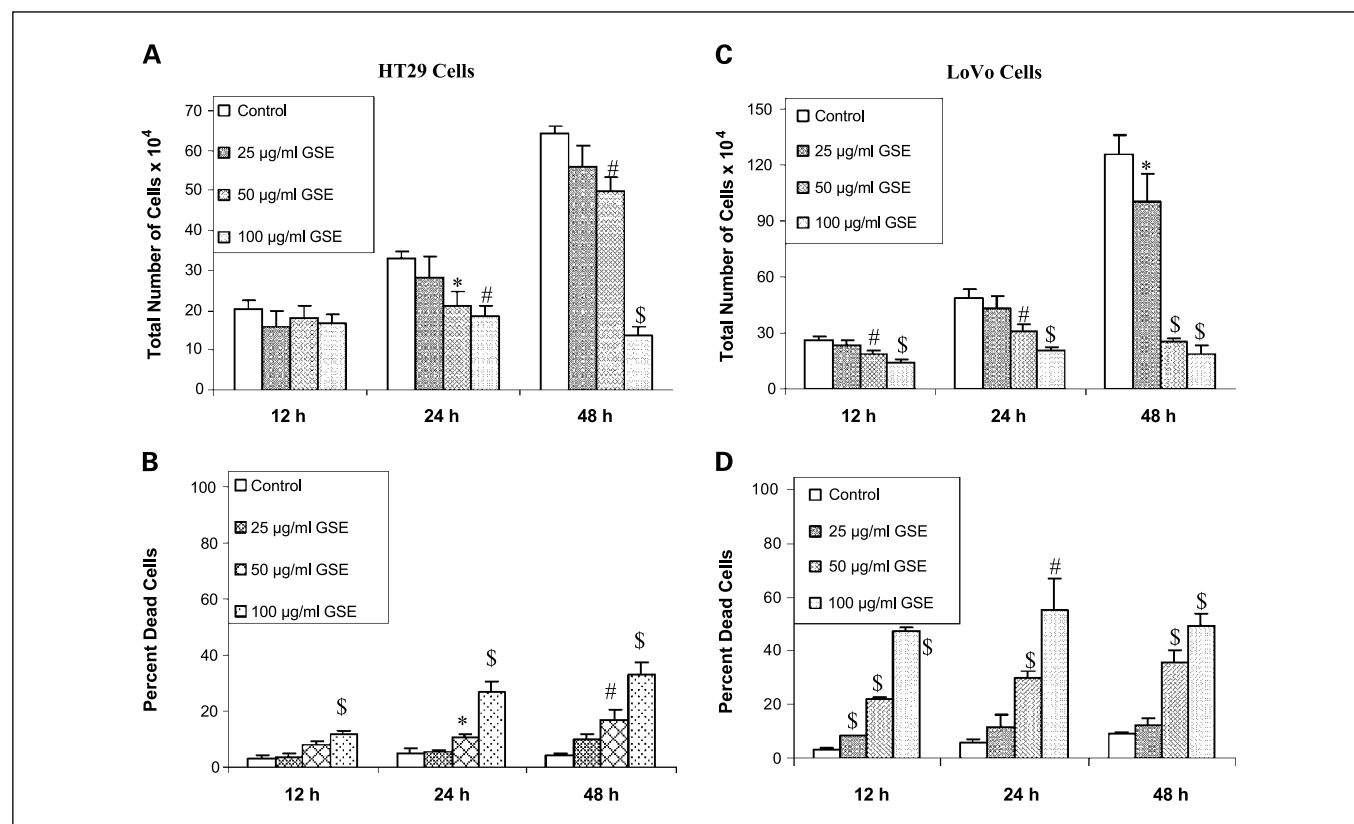 A
HT29 Cells
Total Number of Cells x 10⁴
70
60
50
40
30
20
10
0
Control
25 µg/ml GSE
50 µg/ml GSE
100 µg/ml GSE
*
#
#
$
12 h
24 h
48 h
C
LoVo Cells
Total Number of Cells x 10⁴
150
120
90
60
30
0
Control
25 µg/ml GSE
50 µg/ml GSE
100 µg/ml GSE
#
$
#
$
*
$
$
12 h
24 h
48 h
B
Percent Dead Cells
100
80
60
40
20
0
Control
25 µg/ml GSE
50 µg/ml GSE
100 µg/ml GSE
$
*
$
#
$
12 h
24 h
48 h
D
Percent Dead Cells
100
80
60
40
20
0
Control
25 µg/ml GSE
50 µg/ml GSE
100 µg/ml GSE
$
$
$
$
#
$
$
12 h
24 h
48 h